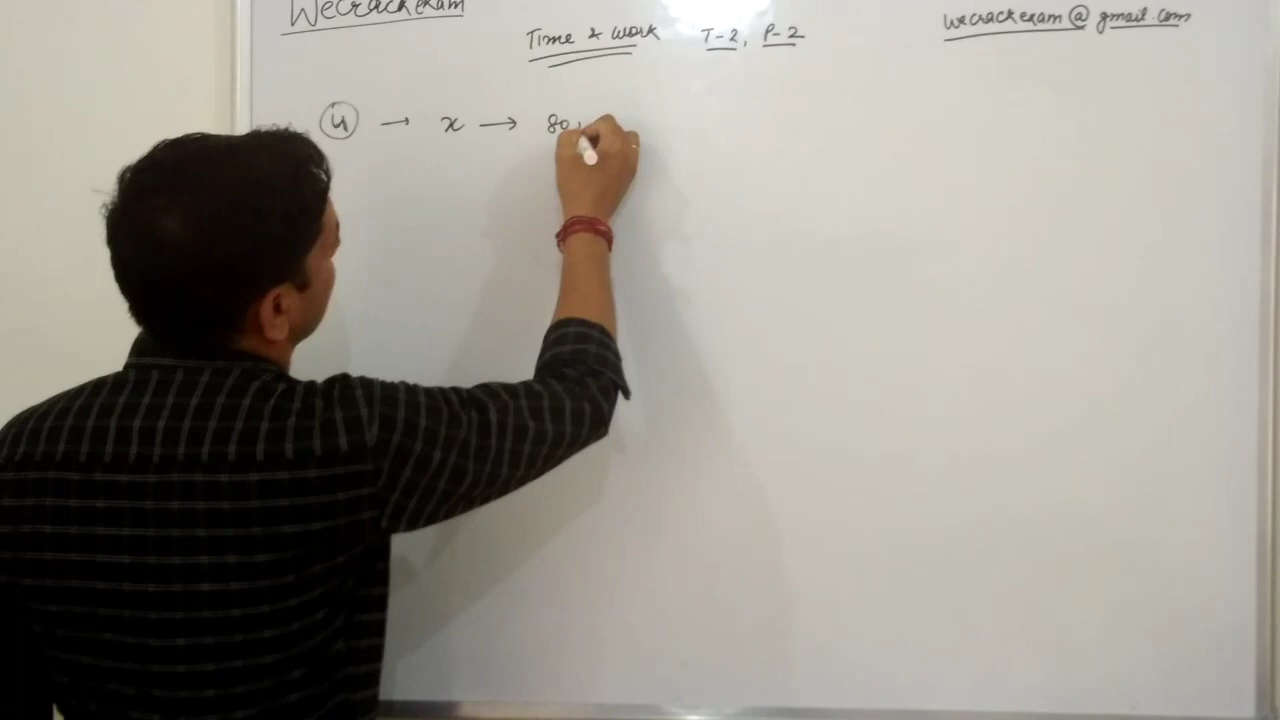 Wecrackexam
Time & Work T-2, P-2
wecrackexam@gmail.com
4 → x → 80